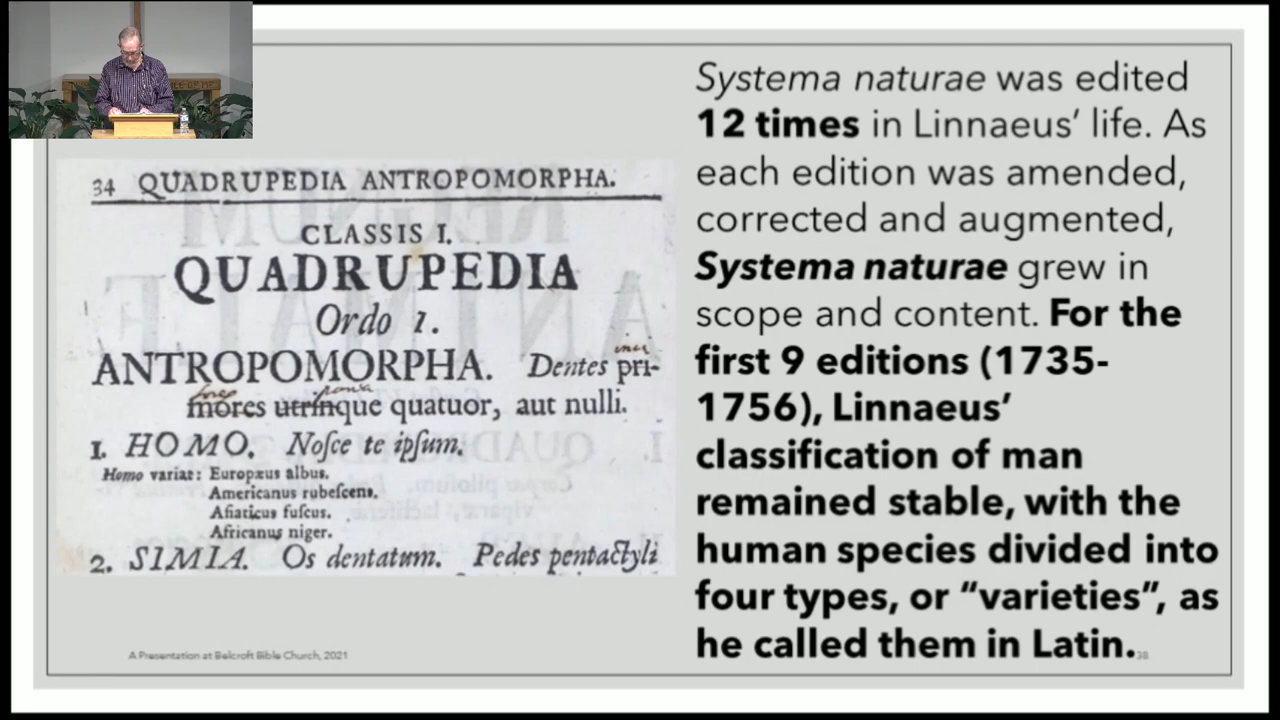 34 QUADRUPEDIA ANTROPOMORPHA.
CLASSIS I.
QUADRUPEDIA
Ordo 1.
ANTROPOMORPHA. Dentes pri-
mores utrinque quatuor, aut nulli.
1. HOMO. Noſce te ipſum.
Homo variat: Europæus albus.
Americanus rubeſcens.
Aſiaticus fuſcus.
Africanus niger.
2. SIMIA. Os dentatum. Pedes pentactyli
A Presentation at Belcroft Bible Church, 2021
Systema naturae was edited
12 times in Linnaeus’ life. As
each edition was amended,
corrected and augmented,
Systema naturae grew in
scope and content. For the
first 9 editions (1735-
1756), Linnaeus’
classification of man
remained stable, with the
human species divided into
four types, or “varieties”, as
he called them in Latin.
38